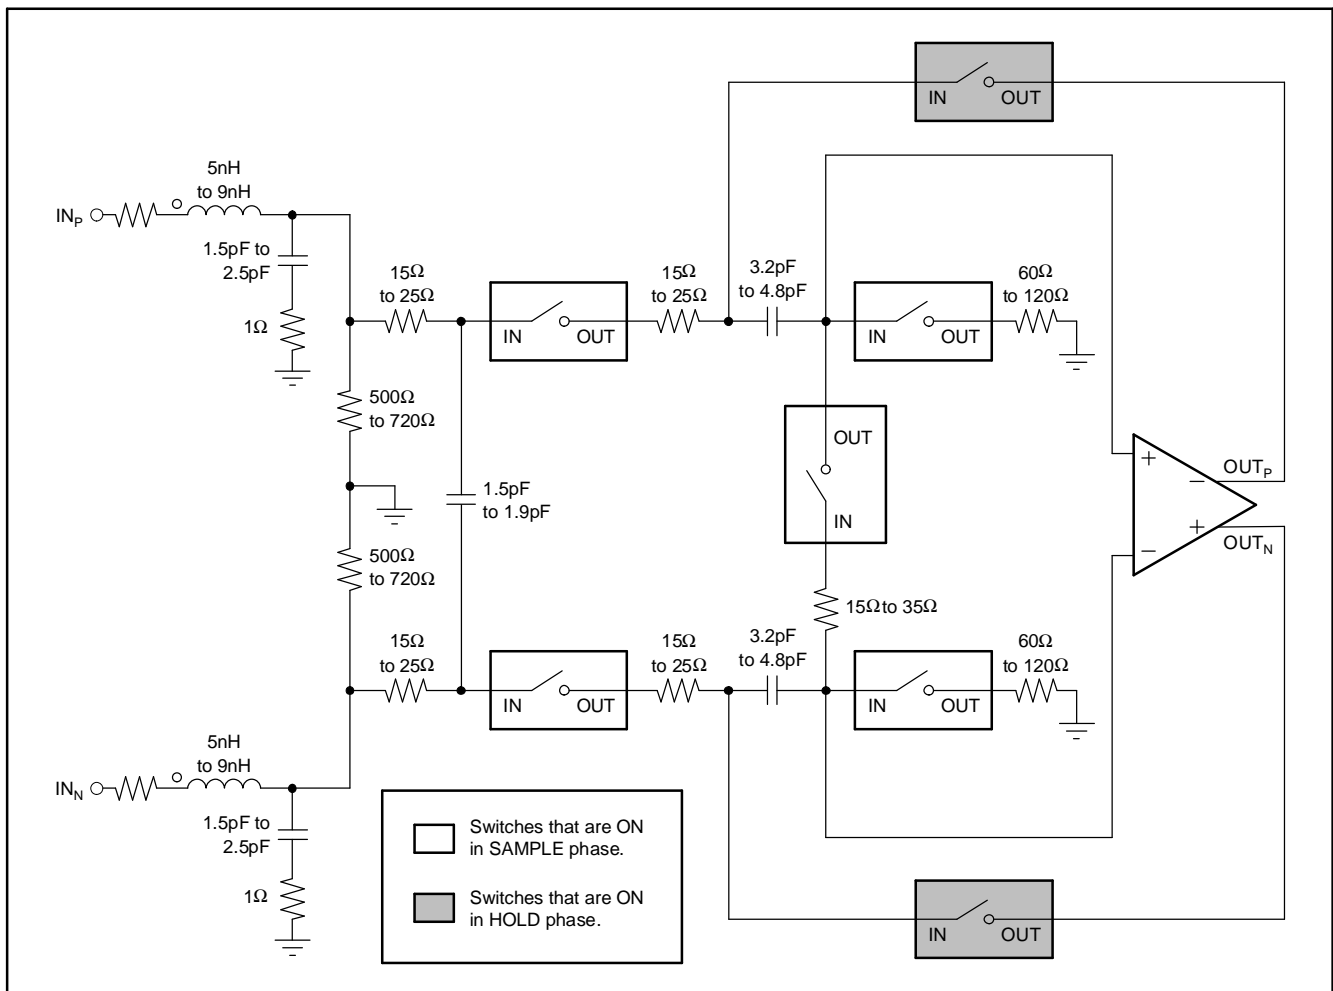 IN OUT
5nH
to 9nH
INP
1.5pF to
2.5pF
1Ω
15Ω
to 25Ω
IN OUT
15Ω
to 25Ω
3.2pF
to 4.8pF
IN OUT
60Ω
to 120Ω
500Ω
to 720Ω
OUT
IN
1.5pF
to 1.9pF
+
−
OUTP
+
−
OUTN
500Ω
to 720Ω
15Ω to 35Ω
15Ω
to 25Ω
IN OUT
15Ω
to 25Ω
3.2pF
to 4.8pF
IN OUT
60Ω
to 120Ω
5nH
to 9nH
INN
1.5pF to
2.5pF
1Ω
Switches that are ON
in SAMPLE phase.
Switches that are ON
in HOLD phase.
IN OUT